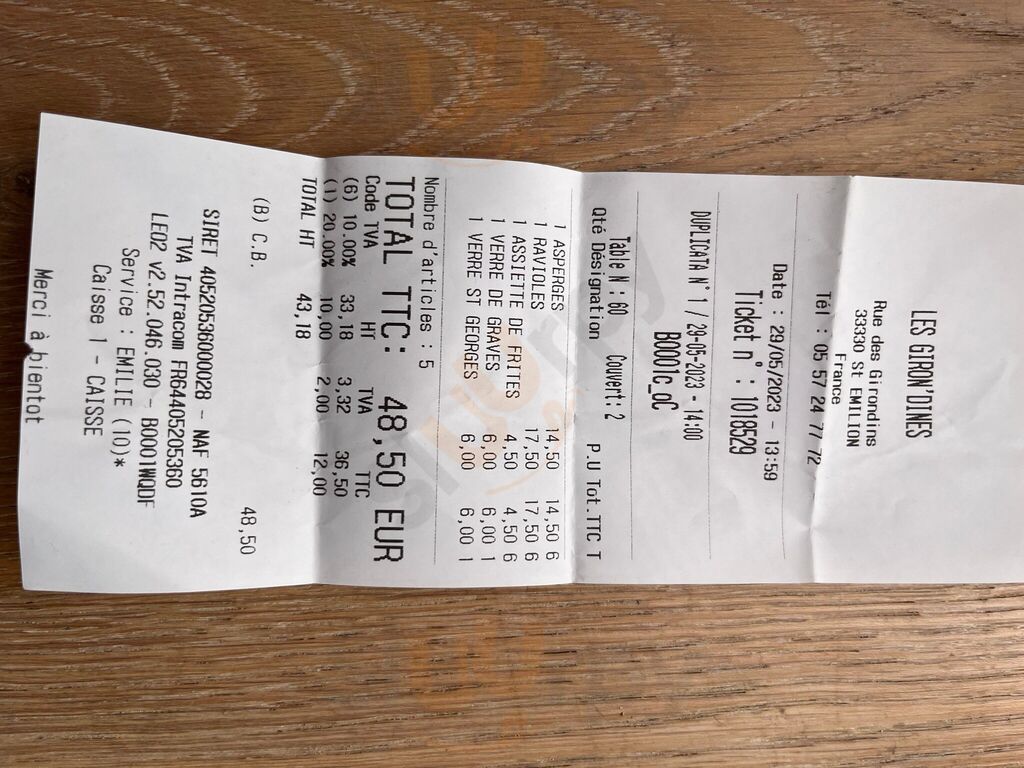 LES GIRON'DINES
Rue des Girondins
33330 St EMILION
France
Tél : 05 57 24 77 72
Date : 29/05/2023 - 13:59
Ticket n° : 1018529
DUPLICATA N° 1 / 29-05-2023 - 14:00
B0001c_oC
Table N : 60 Couvert: 2
Qté Désignation P.U Tot.TTC T
1 ASPERGES 14,50 14,50 6
1 RAVIOLES 17,50 17,50 6
1 ASSIETTE DE FRITES 4,50 4,50 6
1 VERRE DE GRAVES 6,00 6,00 1
1 VERRE ST GEORGES 6,00 6,00 1
Nombre d'articles : 5
TOTAL TTC: 48,50 EUR
Code TVA HT TVA TTC
(6) 10.00% 33,18 3,32 36,50
(1) 20.00% 10,00 2,00 12,00
TOTAL HT 43,18
(B) C.B. 48,50
SIRET 40520536000028 - NAF 5610A
TVA Intracom FR64405205360
LE02 v2.52.046.030 - B0001WQDF
Service : EMILIE (10)*
Caisse 1 - CAISSE
Merci à bientot